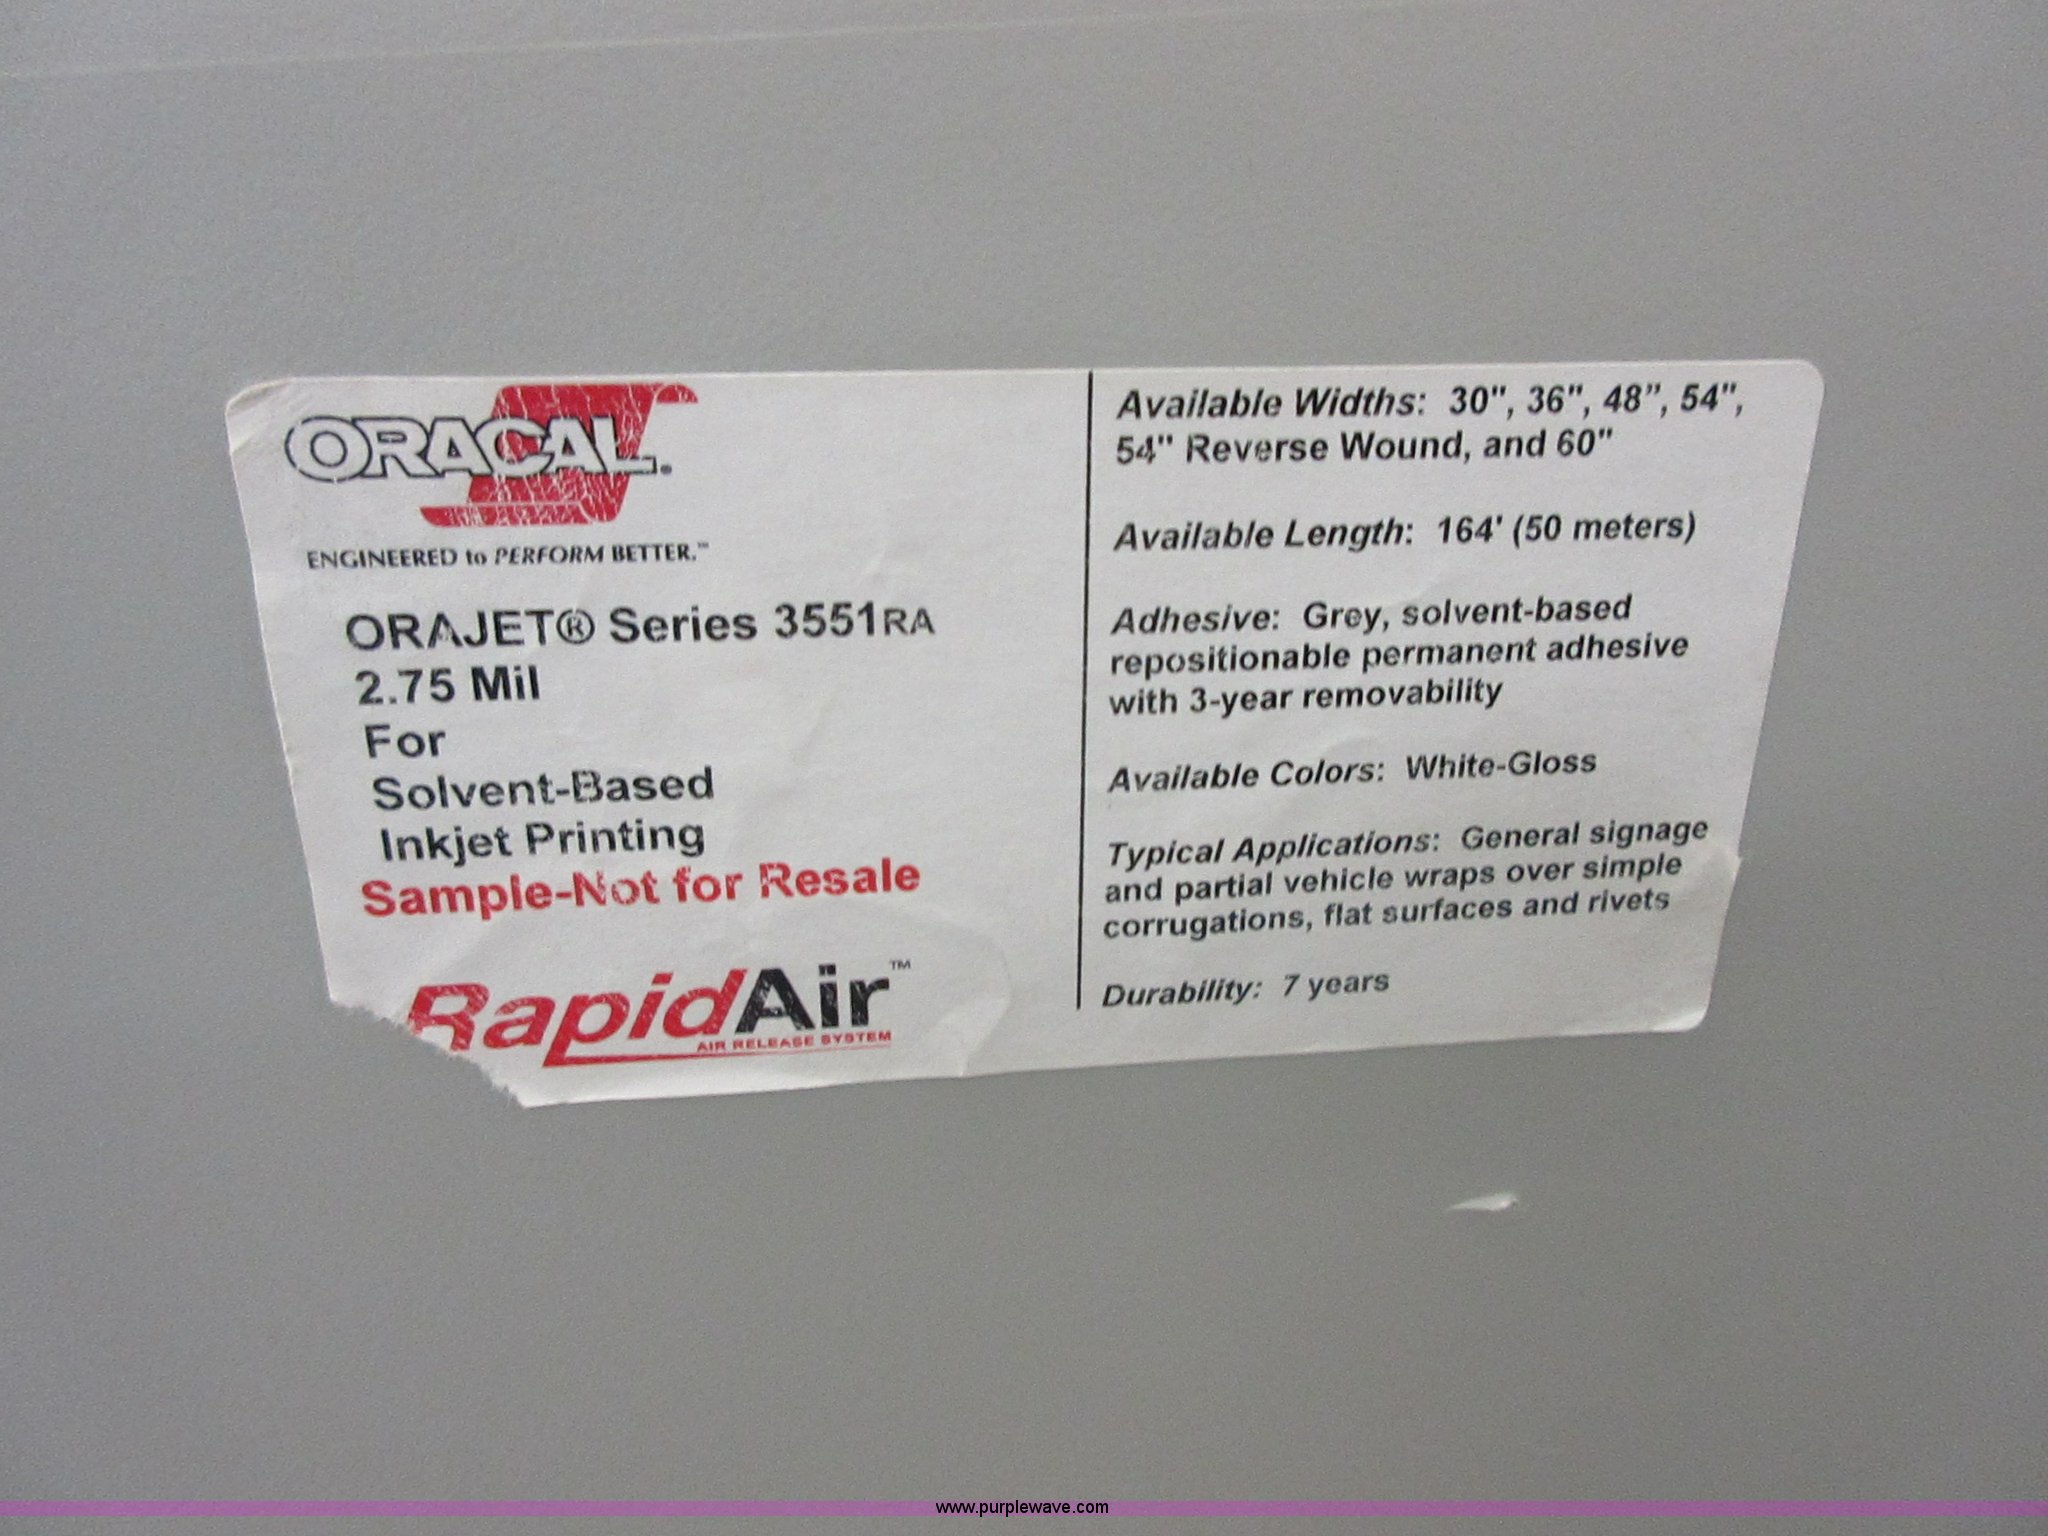 ORACAL.
ENGINEERED to PERFORM BETTER.™
ORAJET® Series 3551RA
2.75 Mil
For
Solvent-Based
Inkjet Printing
Sample-Not for Resale
RapidAir™
AIR RELEASE SYSTEM
Available Widths: 30", 36", 48”, 54",
54" Reverse Wound, and 60"
Available Length: 164' (50 meters)
Adhesive: Grey, solvent-based
repositionable permanent adhesive
with 3-year removability
Available Colors: White-Gloss
Typical Applications: General signage
and partial vehicle wraps over simple
corrugations, flat surfaces and rivets
Durability: 7 years
www.purplewave.com